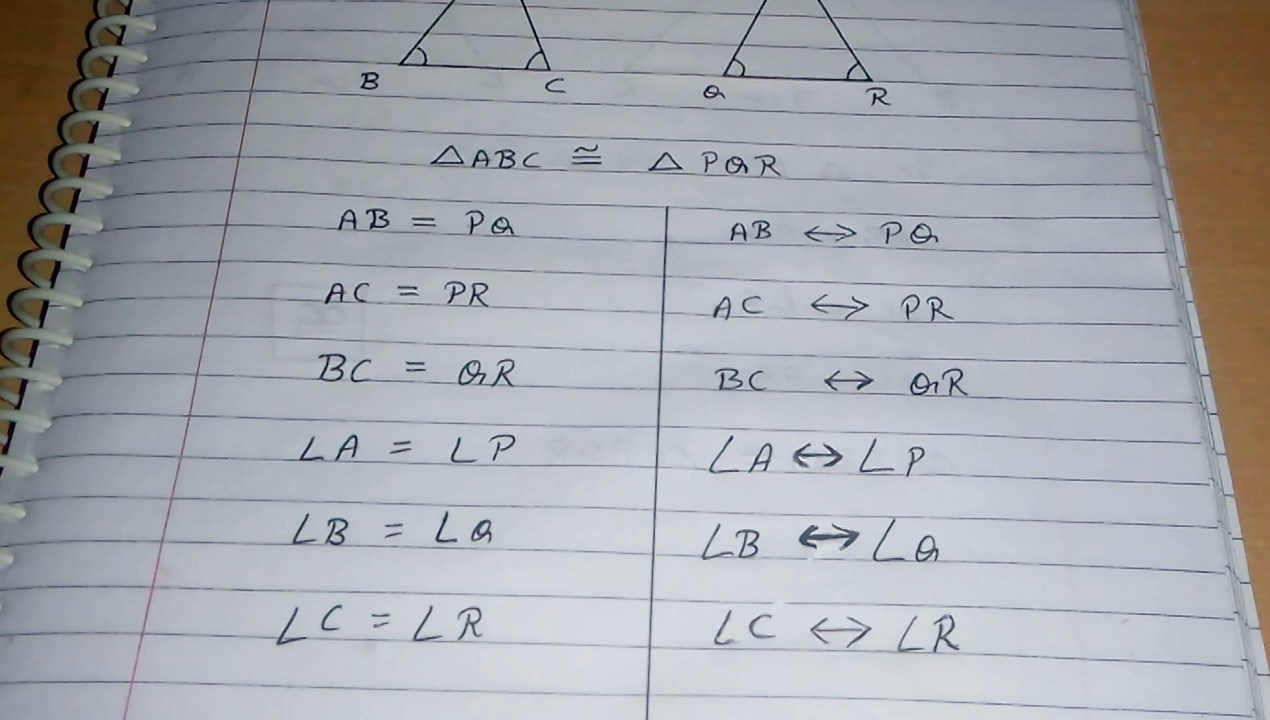 B C Q R
△ABC ≅ △PQR
AB = PQ
AC = PR
BC = QR
∠A = ∠P
∠B = ∠Q
∠C = ∠R
AB ↔ PQ
AC ↔ PR
BC ↔ QR
∠A ↔ ∠P
∠B ↔ ∠Q
∠C ↔ ∠R